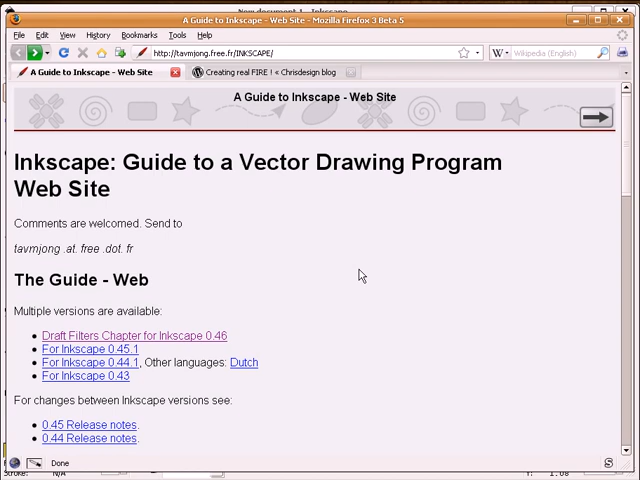 A Guide to Inkscape - Web Site - Mozilla Firefox 3 Beta 5
File Edit View History Bookmarks Tools Help
http://tavmjong.free.fr/INKSCAPE/
Wikipedia (English)
A Guide to Inkscape - Web Site
Creating real FIRE ! « Chrisdesign blog
A Guide to Inkscape - Web Site
Inkscape: Guide to a Vector Drawing Program
Web Site
Comments are welcomed. Send to
tavmjong .at. free .dot. fr
The Guide - Web
Multiple versions are available:
Draft Filters Chapter for Inkscape 0.46
For Inkscape 0.45.1
For Inkscape 0.44.1, Other languages: Dutch
For Inkscape 0.43
For changes between Inkscape versions see:
0.45 Release notes.
0.44 Release notes.
Done